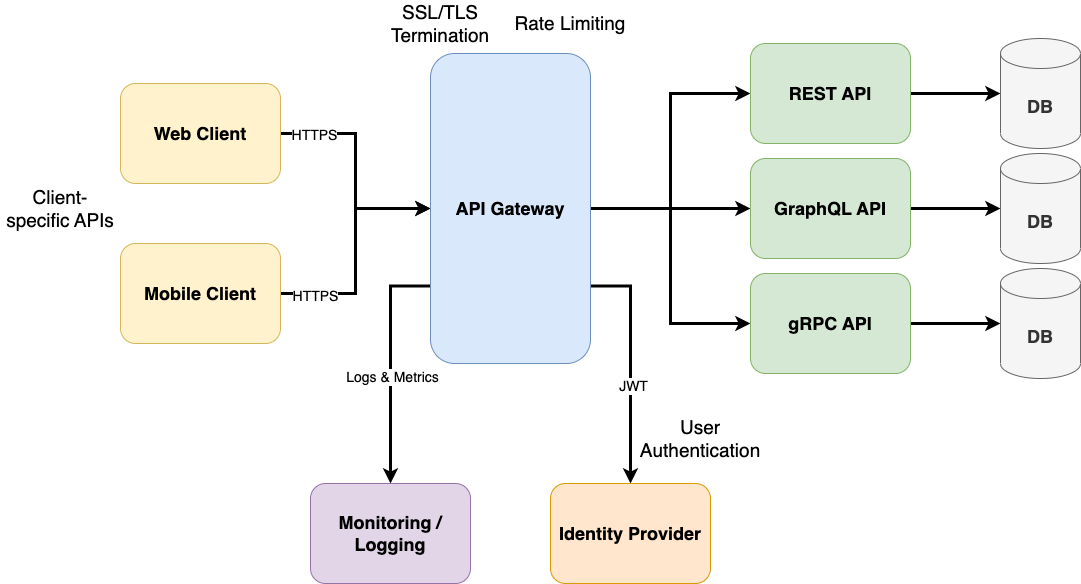 SSL/TLS
Termination
Rate Limiting
Client-
specific APIs
Web Client
HTTPS
Mobile Client
HTTPS
API Gateway
REST API
DB
GraphQL API
DB
gRPC API
DB
Logs & Metrics
JWT
User
Authentication
Monitoring /
Logging
Identity Provider